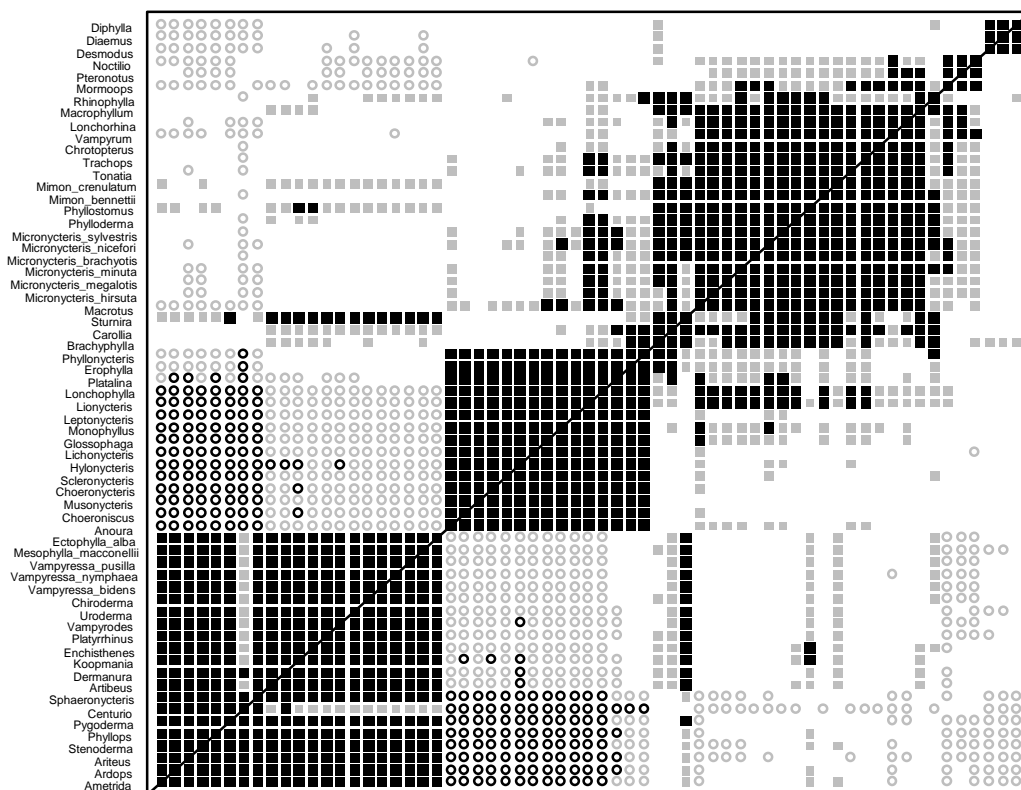 Diphylla
Diaemus
Desmodus
Noctilio
Pteronotus
Mormoops
Rhinophylla
Macrophyllum
Lonchorhina
Vampyrum
Chrotopterus
Trachops
Tonatia
Mimon_crenulatum
Mimon_bennettii
Phyllostomus
Phylloderma
Micronycteris_sylvestris
Micronycteris_nicefori
Micronycteris_brachyotis
Micronycteris_minuta
Micronycteris_megalotis
Micronycteris_hirsuta
Macrotus
Sturnira
Carollia
Brachyphylla
Phyllonycteris
Erophylla
Platalina
Lonchophylla
Lionycteris
Leptonycteris
Monophyllus
Glossophaga
Lichonycteris
Hylonycteris
Scleronycteris
Choeronycteris
Musonycteris
Choeroniscus
Anoura
Ectophylla_alba
Mesophylla_macconellii
Vampyressa_pusilla
Vampyressa_nymphaea
Vampyressa_bidens
Chiroderma
Uroderma
Vampyrodes
Platyrrhinus
Enchisthenes
Koopmania
Dermanura
Artibeus
Sphaeronycteris
Centurio
Pygoderma
Phyllops
Stenoderma
Ariteus
Ardops
Ametrida